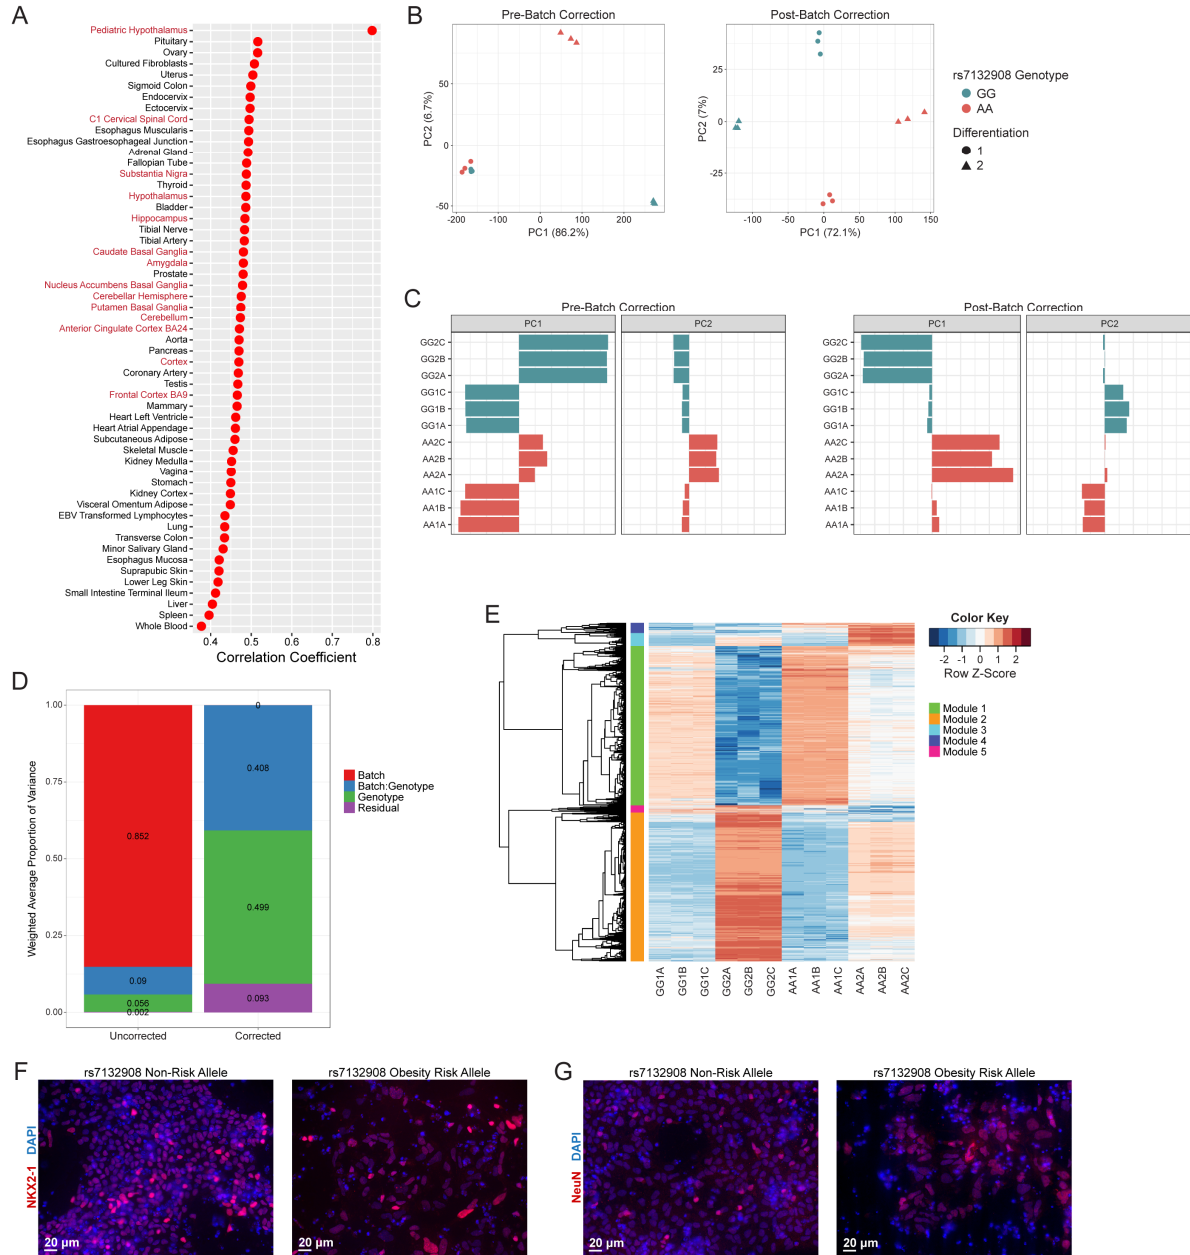 A
Pediatric Hypothalamus
Pituitary
Ovary
Cultured Fibroblasts
Uterus
Sigmoid Colon
Endocervix
Ectocervix
C1 Cervical Spinal Cord
Esophagus Muscularis
Esophagus Gastroesophageal Junction
Adrenal Gland
Fallopian Tube
Substantia Nigra
Thyroid
Hypothalamus
Bladder
Hippocampus
Tibial Nerve
Tibial Artery
Caudate Basal Ganglia
Amygdala
Prostate
Nucleus Accumbens Basal Ganglia
Cerebellar Hemisphere
Putamen Basal Ganglia
Cerebellum
Anterior Cingulate Cortex BA24
Aorta
Pancreas
Cortex
Coronary Artery
Testis
Frontal Cortex BA9
Mammary
Heart Left Ventricle
Heart Atrial Appendage
Subcutaneous Adipose
Skeletal Muscle
Kidney Medulla
Vagina
Stomach
Kidney Cortex
Visceral Omentum Adipose
EBV Transformed Lymphocytes
Lung
Transverse Colon
Minor Salivary Gland
Esophagus Mucosa
Suprapubic Skin
Lower Leg Skin
Small Intestine Terminal Ileum
Liver
Spleen
Whole Blood
0.4 0.5 0.6 0.7 0.8
Correlation Coefficient
B
Pre-Batch Correction
PC2 (6.7%)
50
0
-50
-200 -100 0 100 200
PC1 (86.2%)
Post-Batch Correction
PC2 (7%)
25
0
-25
-100 -50 0 50 100 150
PC1 (72.1%)
rs7132908 Genotype
GG
AA
Differentiation
1
2
C
Pre-Batch Correction
PC1 PC2
GG2C
GG2B
GG2A
GG1C
GG1B
GG1A
AA2C
AA2B
AA2A
AA1C
AA1B
AA1A
Post-Batch Correction
PC1 PC2
GG2C
GG2B
GG2A
GG1C
GG1B
GG1A
AA2C
AA2B
AA2A
AA1C
AA1B
AA1A
D
Weighted Average Proportion of Variance
1.00
0.75
0.50
0.25
0.00
0.852
0.09
0.056
0.002
0
0.408
0.499
0.093
Uncorrected Corrected
Batch
Batch:Genotype
Genotype
Residual
E
GG1A GG1B GG1C GG2A GG2B GG2C AA1A AA1B AA1C AA2A AA2B AA2C
Color Key
-2 -1 0 1 2
Row Z-Score
Module 1
Module 2
Module 3
Module 4
Module 5
F
rs7132908 Non-Risk Allele rs7132908 Obesity Risk Allele
NKX2-1 DAPI
20 µm
20 µm
G
rs7132908 Non-Risk Allele rs7132908 Obesity Risk Allele
NeuN DAPI
20 µm
20 µm